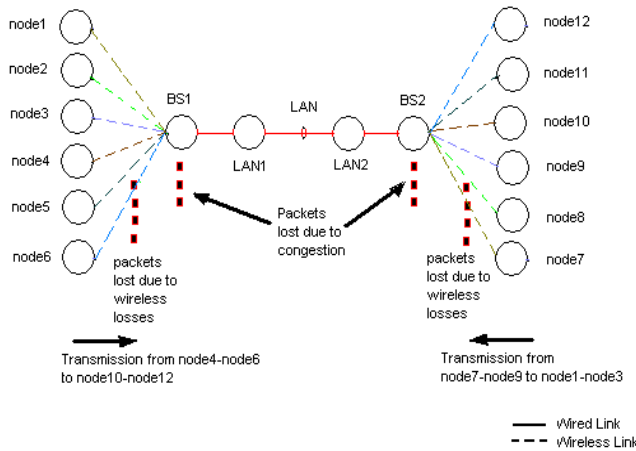 node1
node2
node3
node4
node5
node6
BS1
LAN1
LAN
LAN2
BS2
node12
node11
node10
node9
node8
node7
packets
lost due to
wireless
losses
Packets
lost due to
congestion
packets
lost due to
wireless
losses
Transmission from node4-node6
to node10-node12
Transmission from
node7-node9 to node1-node3
Wired Link
Wireless Link